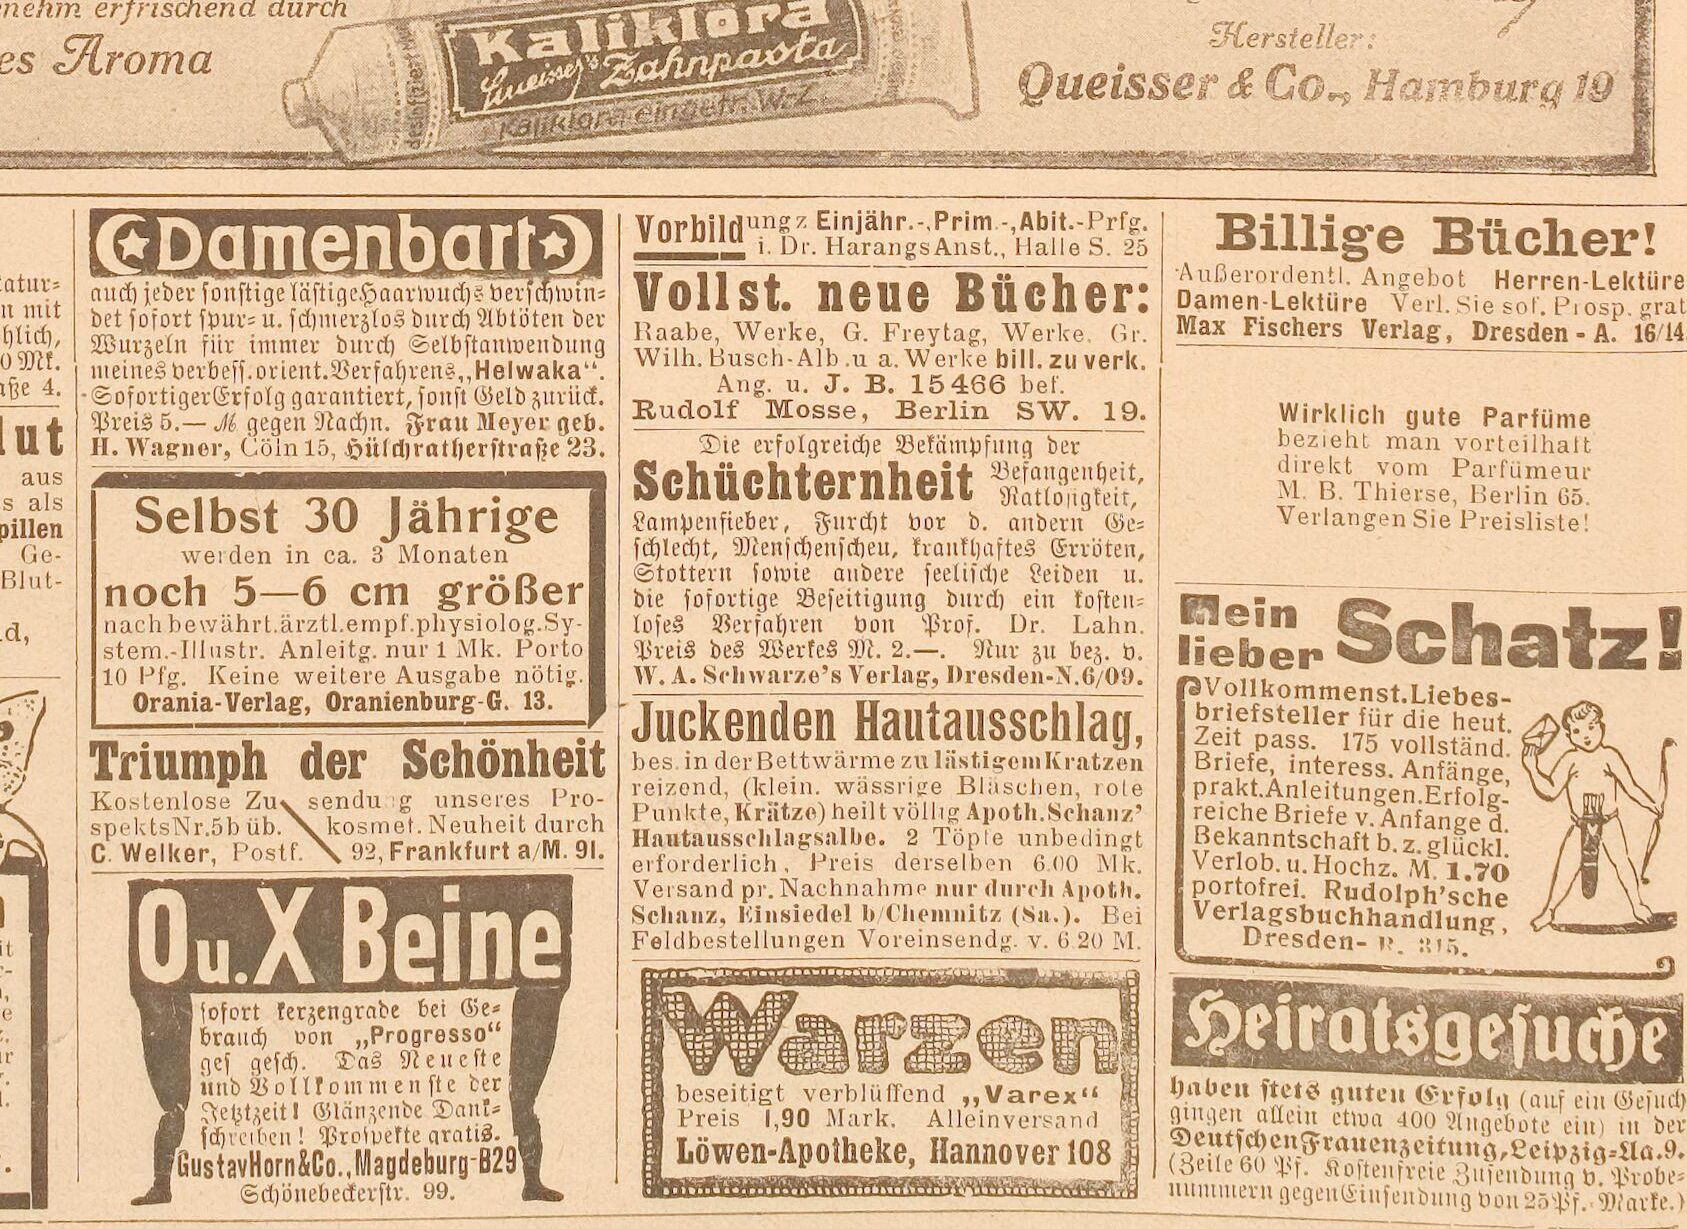 nehm erfrischend durch
es Aroma
Kaliklora
Queisser's Zahnpasta
Kaliklora eingetr. W-Z.
Hersteller:
Queisser & Co., Hamburg 19
n mit
hlich,
0 Mk.
aße 4.
lut
aus
s als
pillen
Ge-
Blut-
Damenbart
auch jeder sonstige lästige Haarwuchs verschwin-
det sofort spur- u. schmerzlos durch Abtöten der
Wurzeln für immer durch Selbstanwendung
meines verbess. orient. Verfahrens „Helwaka“.
Sofortiger Erfolg garantiert, sonst Geld zurück.
Preis 5.— M gegen Nachn. Frau Meyer geb.
H. Wagner, Cöln 15, Hülchratherstraße 23.
Selbst 30 Jährige
werden in ca. 3 Monaten
noch 5—6 cm größer
nach bewährt. ärztl. empf. physiolog. Sy-
stem.-Illustr. Anleitg. nur 1 Mk. Porto
10 Pfg. Keine weitere Ausgabe nötig.
Orania-Verlag, Oranienburg-G. 13.
Triumph der Schönheit
Kostenlose Zusendung unseres Pro-
spekts Nr. 5b üb. kosmet. Neuheit durch
C. Welker, Postf. 92, Frankfurt a/M. 91.
O u. X Beine
sofort kerzengrade bei Ge-
brauch von „Progresso“
ges gesch. Das Neueste
und Vollkommenste der
Jetztzeit! Glänzende Dank-
schreiben! Prospekte gratis.
Gustav Horn & Co., Magdeburg-B29
Schönebeckerstr. 99.
Vorbildung z Einjähr.-, Prim.-, Abit.-Prfg.
i. Dr. Harangs Anst., Halle S. 25
Vollst. neue Bücher:
Raabe, Werke, G. Freytag, Werke, Gr.
Wilh. Busch-Alb. u a. Werke bill. zu verk.
Ang. u. J. B. 15466 bef.
Rudolf Mosse, Berlin SW. 19.
Die erfolgreiche Bekämpfung der
Schüchternheit Befangenheit,
Ratlosigkeit,
Lampenfieber, Furcht vor d. andern Ge-
schlecht, Menschenscheu, krankhaftes Erröten,
Stottern sowie andere seelische Leiden u.
die sofortige Beseitigung durch ein kosten-
loses Verfahren von Prof. Dr. Lahn.
Preis des Werkes M. 2.—. Nur zu bez. v.
W. A. Schwarze's Verlag, Dresden-N. 6/09.
Juckenden Hautausschlag,
bes. in der Bettwärme zu lästigem Kratzen
reizend, (klein. wässrige Bläschen, rote
Punkte, Krätze) heilt völlig Apoth. Schanz'
Hautausschlagsalbe. 2 Töpfe unbedingt
erforderlich, Preis derselben 6.00 Mk.
Versand pr. Nachnahme nur durch Apoth.
Schanz, Einsiedel b/Chemnitz (Sa.). Bei
Feldbestellungen Voreinsendg. v. 6.20 M.
Warzen
beseitigt verblüffend „Varex“
Preis 1,90 Mark. Alleinversand
Löwen-Apotheke, Hannover 108
Billige Bücher!
Außerordentl. Angebot Herren-Lektüre
Damen-Lektüre Verl. Sie sof. Prosp. grat
Max Fischers Verlag, Dresden-A. 16/14.
Wirklich gute Parfüme
bezieht man vorteilhaft
direkt vom Parfümeur
M. B. Thierse, Berlin 65.
Verlangen Sie Preisliste!
Mein lieber Schatz!
Vollkommenst. Liebes-
briefsteller für die heut.
Zeit pass. 175 vollständ.
Briefe, interess. Anfänge,
prakt. Anleitungen. Erfolg-
reiche Briefe v. Anfange d.
Bekanntschaft b. z. glückl.
Verlob. u. Hochz. M. 1.70
portofrei. Rudolph'sche
Verlagsbuchhandlung,
Dresden- R. 315.
Heiratsgesuche
haben stets guten Erfolg (auf ein Gesuch
gingen allein etwa 400 Angebote ein) in der
Deutschen Frauenzeitung, Leipzig-Lla. 9.
(Zeile 60 Pf. Kostenfreie Zusendung v. Probe-
nummern gegen Einsendung von 25 Pf.-Marke.)